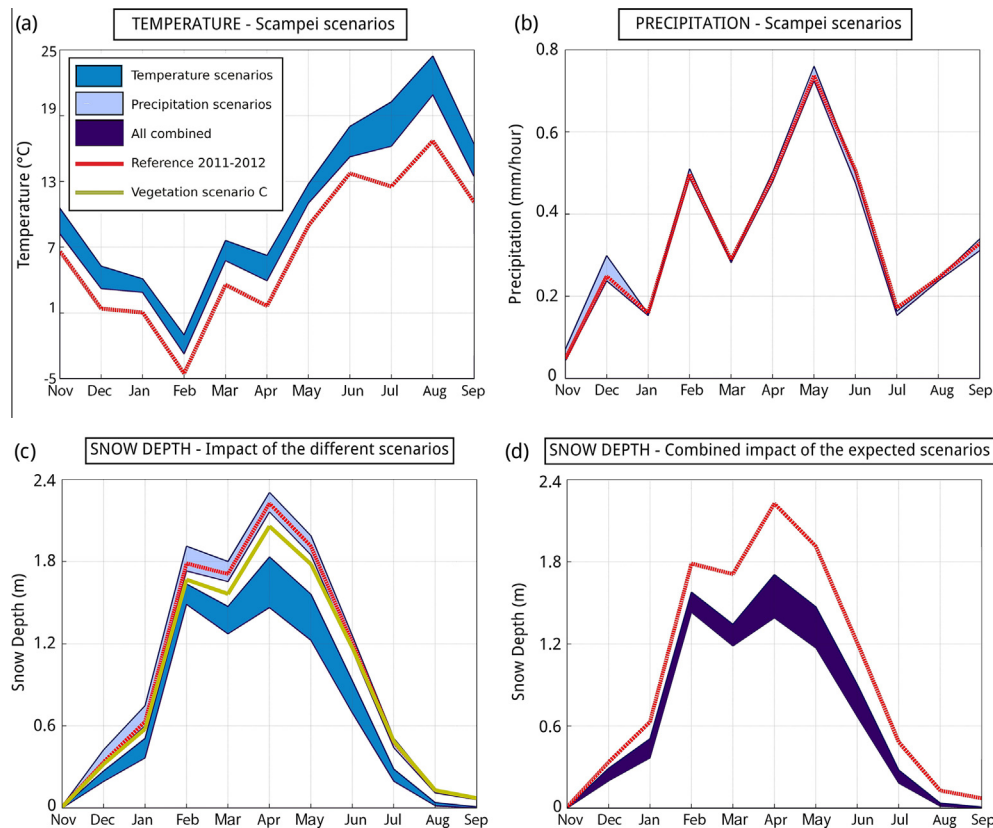 (a) TEMPERATURE - Scampei scenarios
25
19
13
7
1
-5
Temperature (°C)
Temperature scenarios
Precipitation scenarios
All combined
Reference 2011-2012
Vegetation scenario C
Nov Dec Jan Feb Mar Apr May Jun Jul Aug Sep
(b) PRECIPITATION - Scampei scenarios
0.8
0.6
0.4
0.2
0
Precipitation (mm/hour)
Nov Dec Jan Feb Mar Apr May Jun Jul Aug Sep
(c) SNOW DEPTH - Impact of the different scenarios
2.4
1.8
1.2
0.6
0
Snow Depth (m)
Nov Dec Jan Feb Mar Apr May Jun Jul Aug Sep
(d) SNOW DEPTH - Combined impact of the expected scenarios
2.4
1.8
1.2
0.6
0
Snow Depth (m)
Nov Dec Jan Feb Mar Apr May Jun Jul Aug Sep